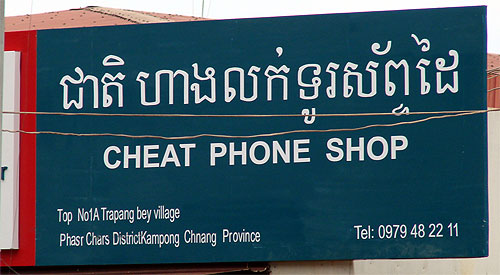 ជាតិ ហាងលក់ទូរស័ព្ទដៃ
CHEAT PHONE SHOP
Top No1A Trapang bey village
Phasr Chars DistrictKampong Chnang Province
Tel: 0979 48 22 11